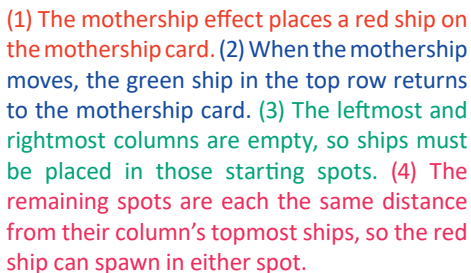 (1) The mothership effect places a red ship on
the mothership card. (2) When the mothership
moves, the green ship in the top row returns
to the mothership card. (3) The leftmost and
rightmost columns are empty, so ships must
be placed in those starting spots. (4) The
remaining spots are each the same distance
from their column’s topmost ships, so the red
ship can spawn in either spot.